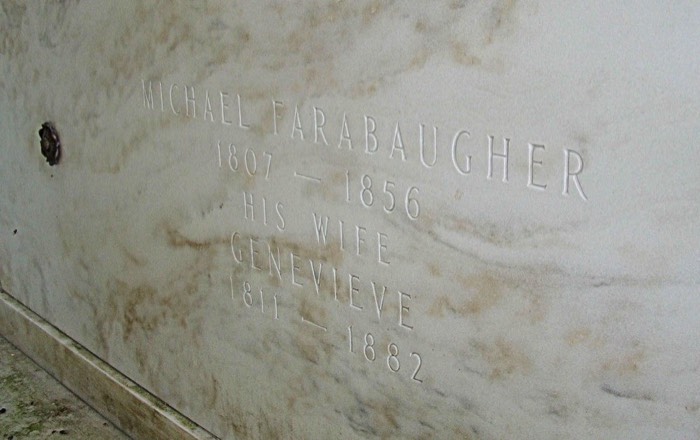 MICHAEL FARABAUGHER
1807 — 1856
HIS WIFE
GENEVIEVE
1811 — 1882